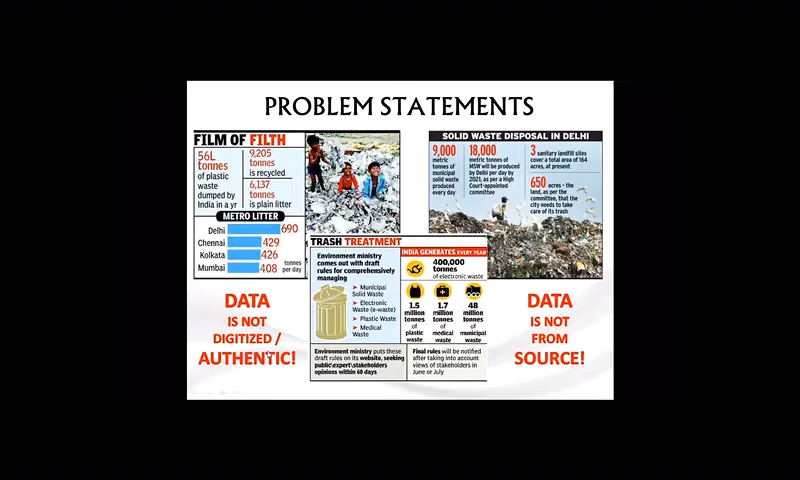 PROBLEM STATEMENTS
FILM OF FILTH
56L
tonnes
of plastic
waste
dumped by
India in a yr
9,205
tonnes
is recycled
6,137
tonnes
is plain litter
METRO LITTER
Delhi 690
Chennai 429
Kolkata 426
Mumbai 408
tonnes
per day
SOLID WASTE DISPOSAL IN DELHI
9,000
metric
tonnes of
municipal
solid waste
produced
every day
18,000
metric tonnes of
MSW will be produced
by Delhi per day by
2021, as per a High
Court-appointed
committee
3 sanitary landfill sites
cover a total area of 164
acres, at present
650 acres - the
land, as per the
committee, that the
city needs to take
care of its trash
TRASH TREATMENT
Environment ministry
comes out with draft
rules for comprehensively
managing
Municipal
Solid Waste
Electronic
Waste (e-waste)
Plastic Waste
Medical
Waste
INDIA GENERATES EVERY YEAR
400,000
tonnes
of electronic waste
1.5
million
tonnes
of
plastic
waste
1.7
million
tonnes
of
medical
waste
48
million
tonnes
of
municipal
waste
Environment ministry puts these
draft rules on its website, seeking
public\expert\stakeholders
opinions within 60 days
Final rules will be notified
after taking into account
views of stakeholders in
June or July
DATA
IS NOT
DIGITIZED /
AUTHENTIC!
DATA
IS NOT
FROM
SOURCE!